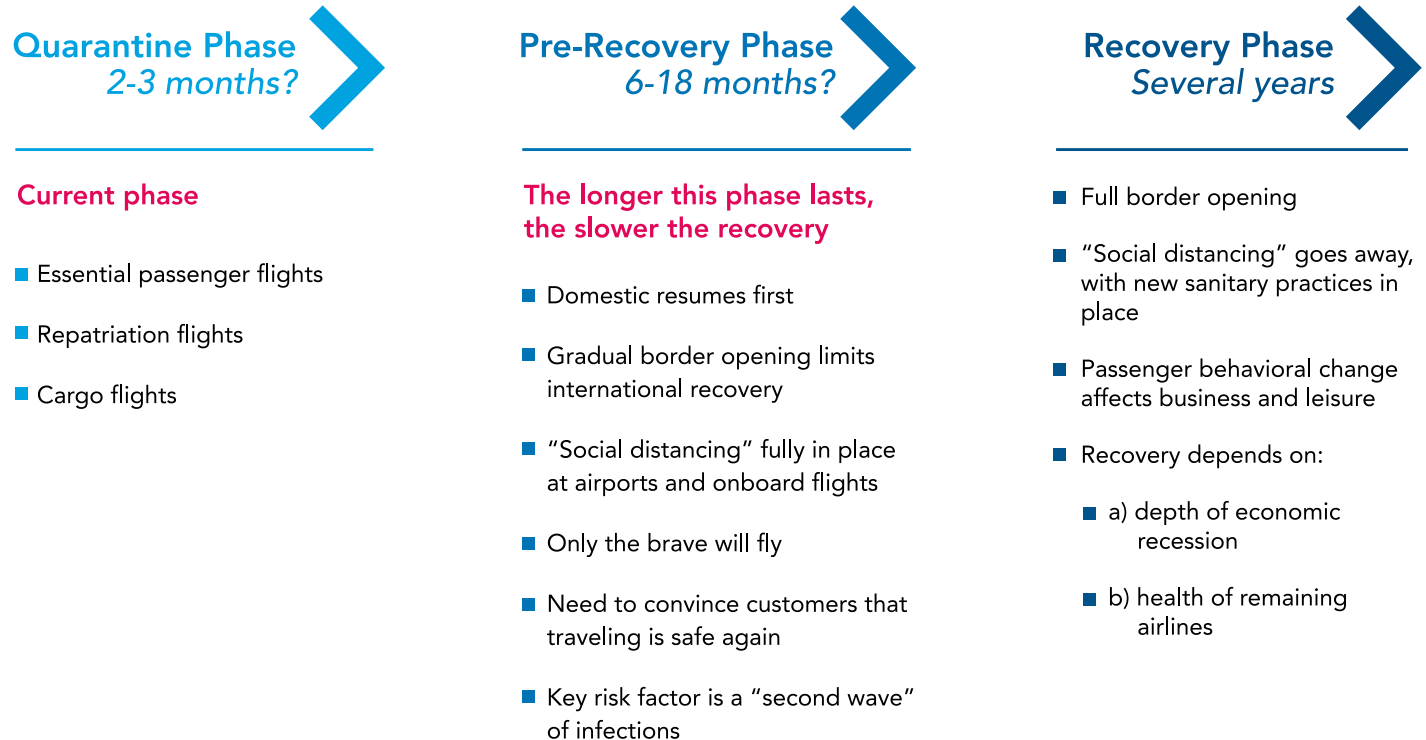 Quarantine Phase
2-3 months?
Current phase
Essential passenger flights
Repatriation flights
Cargo flights
Pre-Recovery Phase
6-18 months?
The longer this phase lasts,
the slower the recovery
Domestic resumes first
Gradual border opening limits
international recovery
“Social distancing” fully in place
at airports and onboard flights
Only the brave will fly
Need to convince customers that
traveling is safe again
Key risk factor is a “second wave”
of infections
Recovery Phase
Several years
Full border opening
“Social distancing” goes away,
with new sanitary practices in
place
Passenger behavioral change
affects business and leisure
Recovery depends on:
a) depth of economic
recession
b) health of remaining
airlines